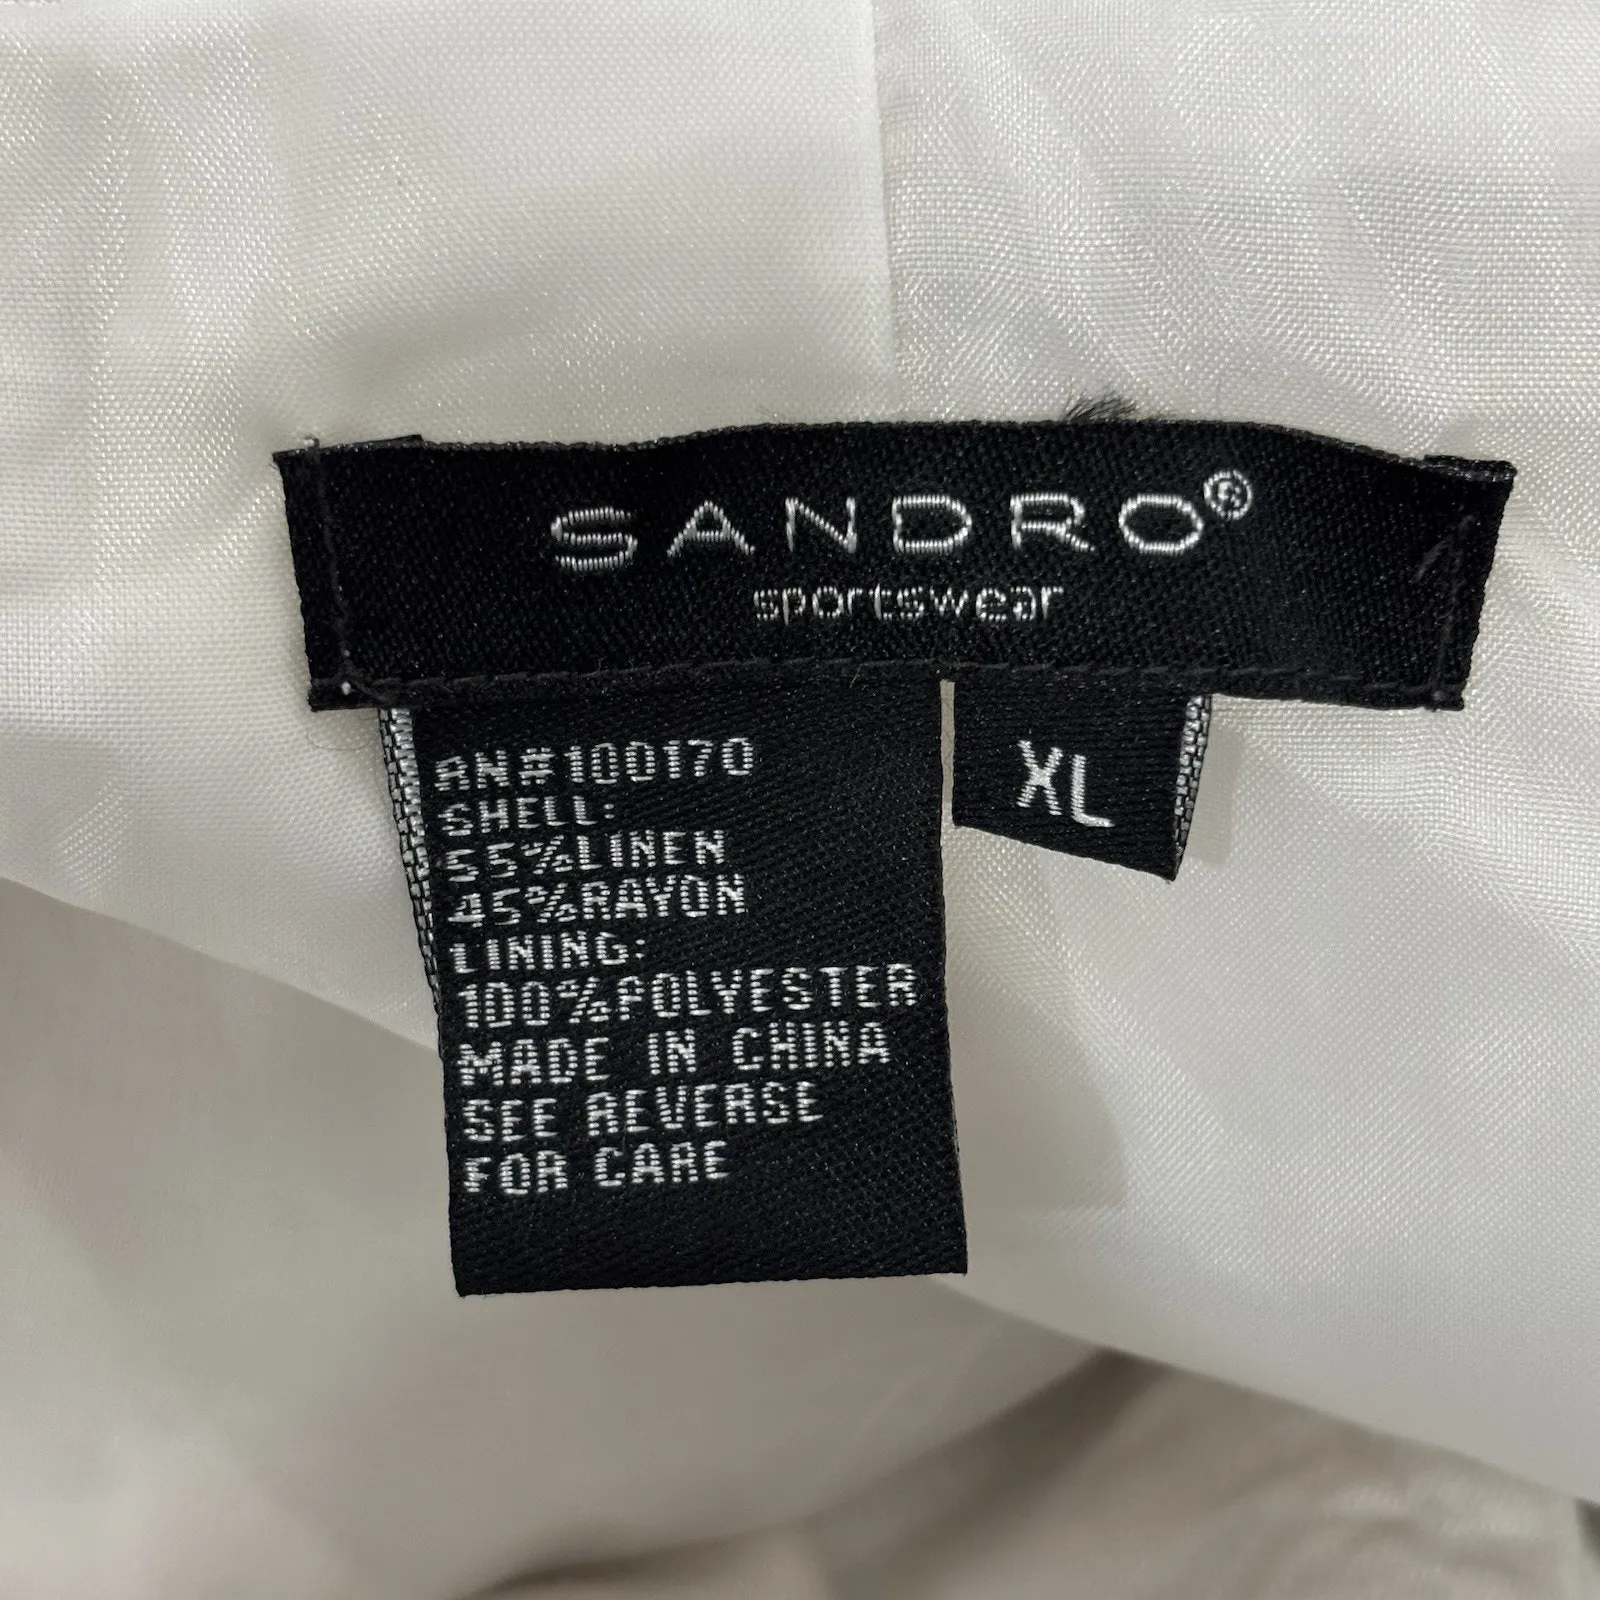 SANDRO®
sportswear
XL
RN#100170
SHELL:
55%LINEN
45%RAYON
LINING:
100%POLYESTER
MADE IN CHINA
SEE REVERSE
FOR CARE